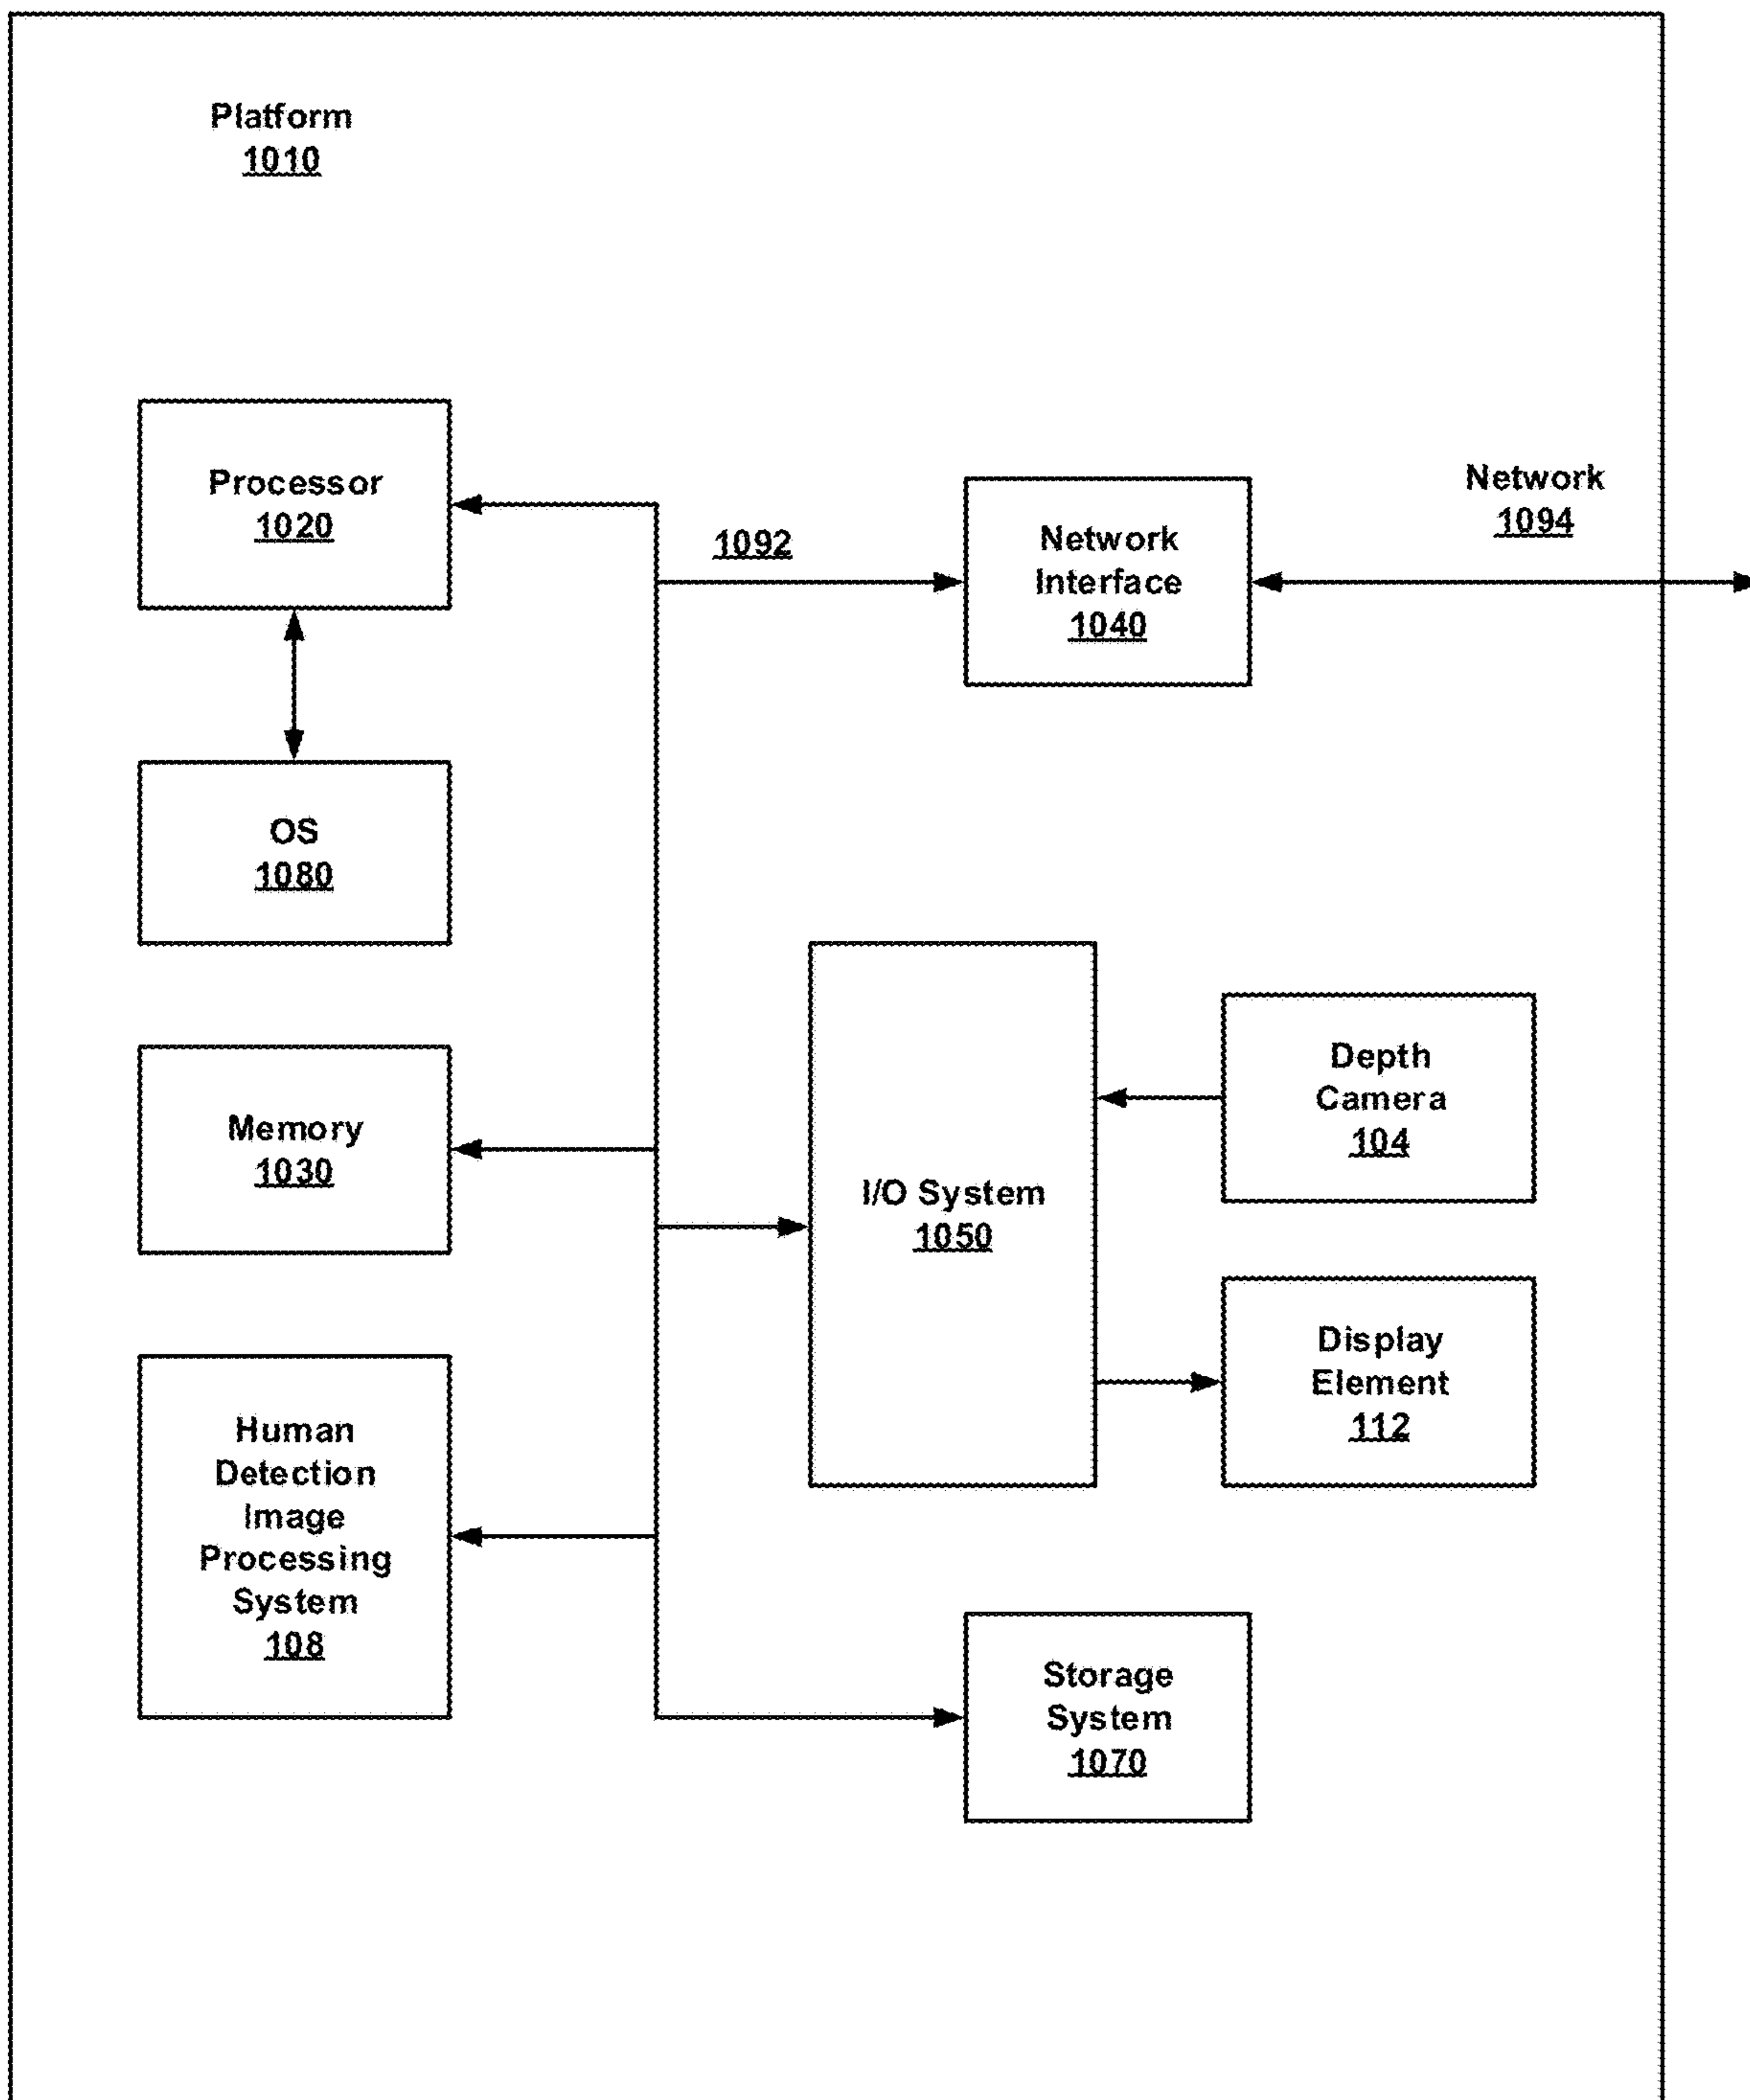 Platform
1010
Processor
1020
1092
Network
Interface
1040
Network
1094
OS
1080
Memory
1030
I/O System
1050
Depth
Camera
104
Display
Element
112
Human
Detection
Image
Processing
System
108
Storage
System
1070